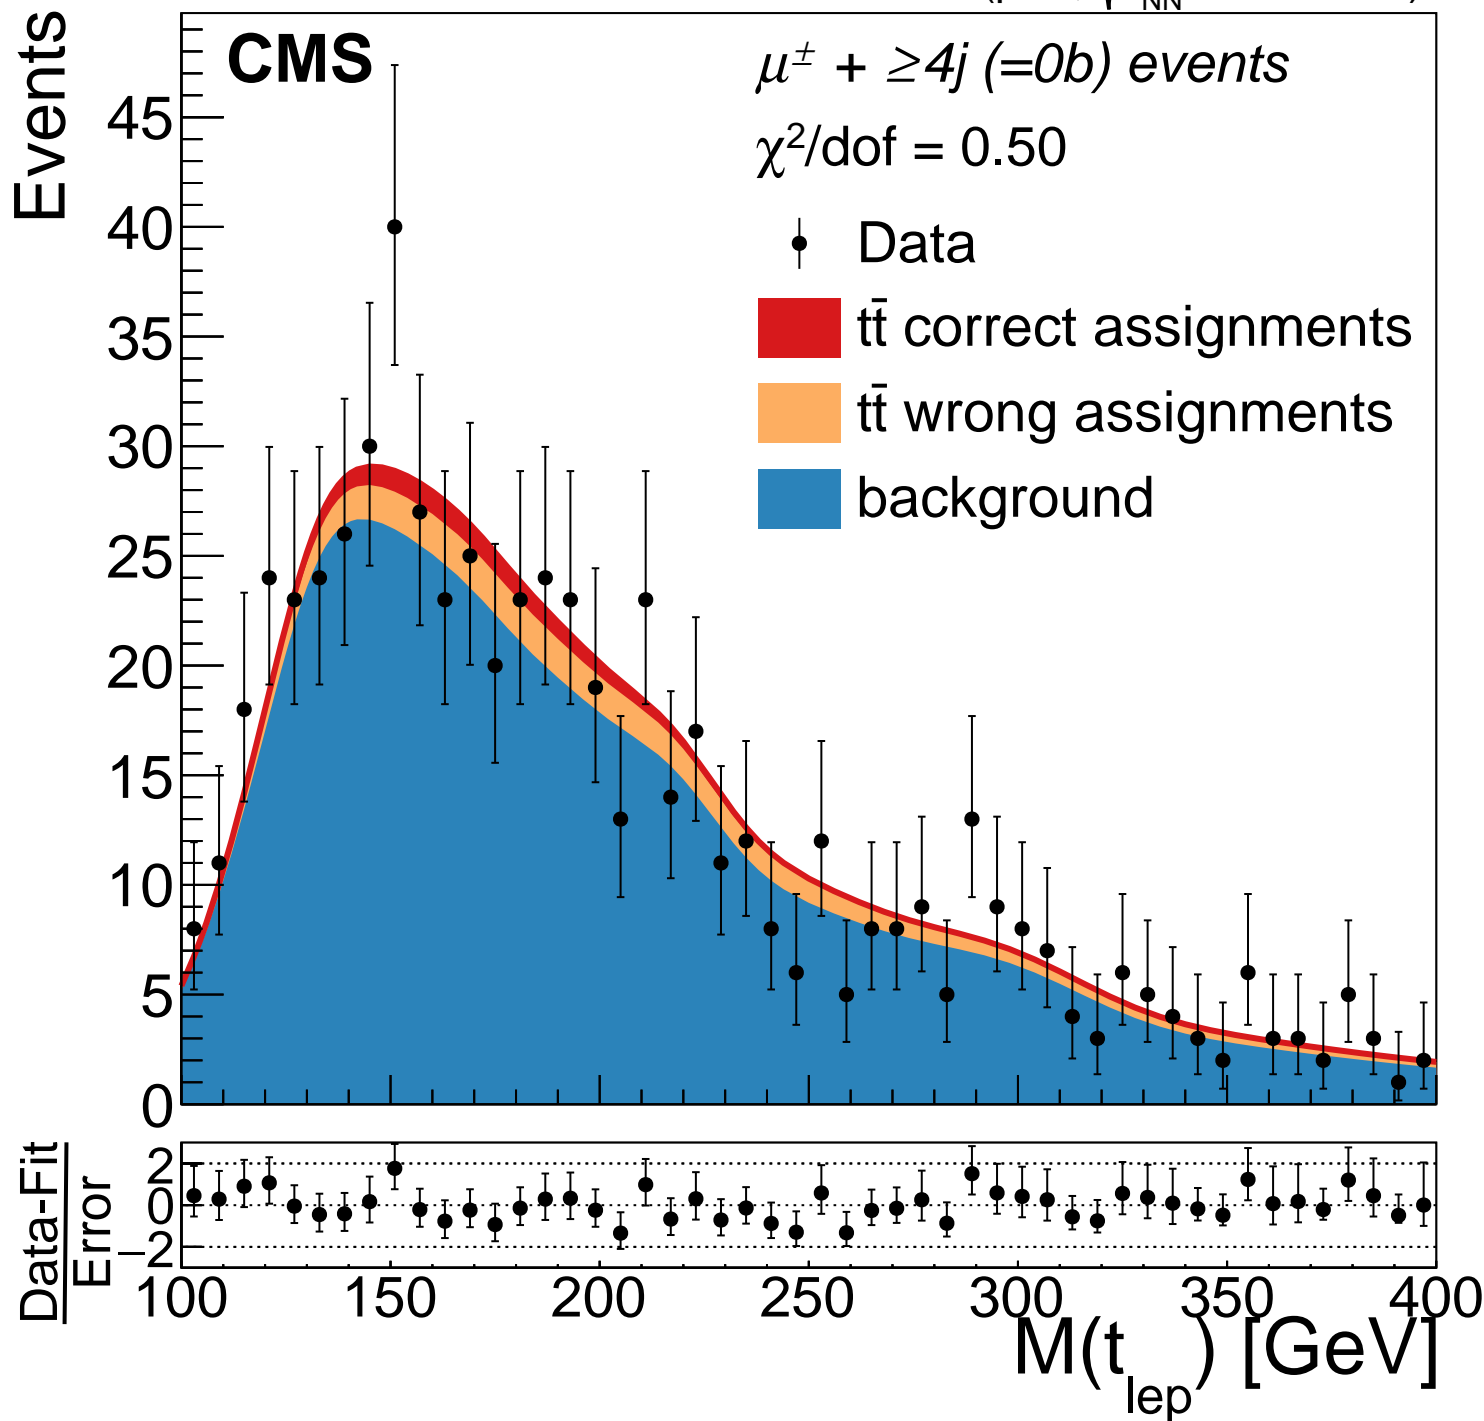 CMS
μ± + ≥4j (=0b) events
χ²/dof = 0.50
Data
tt̄ correct assignments
tt̄ wrong assignments
background
Events
45
40
35
30
25
20
15
10
5
0
Data-Fit
Error
2
0
−2
100 150 200 250 300 350 400
M(t_lep) [GeV]